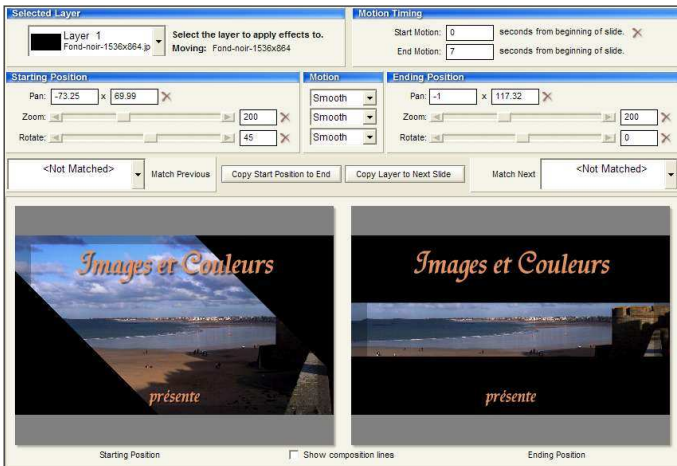 Selected Layer
Layer 1
Fond-noir-1536x864.jp
Select the layer to apply effects to.
Moving: Fond-noir-1536x864
Motion Timing
Start Motion: 0 seconds from beginning of slide.
End Motion: 7 seconds from beginning of slide.
Starting Position
Pan: -73.25 x 69.99
Zoom: 200
Rotate: 45
Motion
Smooth
Smooth
Smooth
Ending Position
Pan: -1 x 117.32
Zoom: 200
Rotate: 0
<Not Matched>
Match Previous
Copy Start Position to End
Copy Layer to Next Slide
Match Next
<Not Matched>
Images et Couleurs
présente
Images et Couleurs
présente
Starting Position
Show composition lines
Ending Position